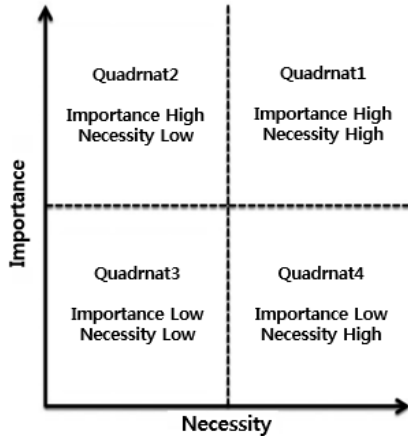 Quadrnat2
Importance High
Necessity Low
Quadrnat1
Importance High
Necessity High
Importance
Quadrnat3
Importance Low
Necessity Low
Quadrnat4
Importance Low
Necessity High
Necessity